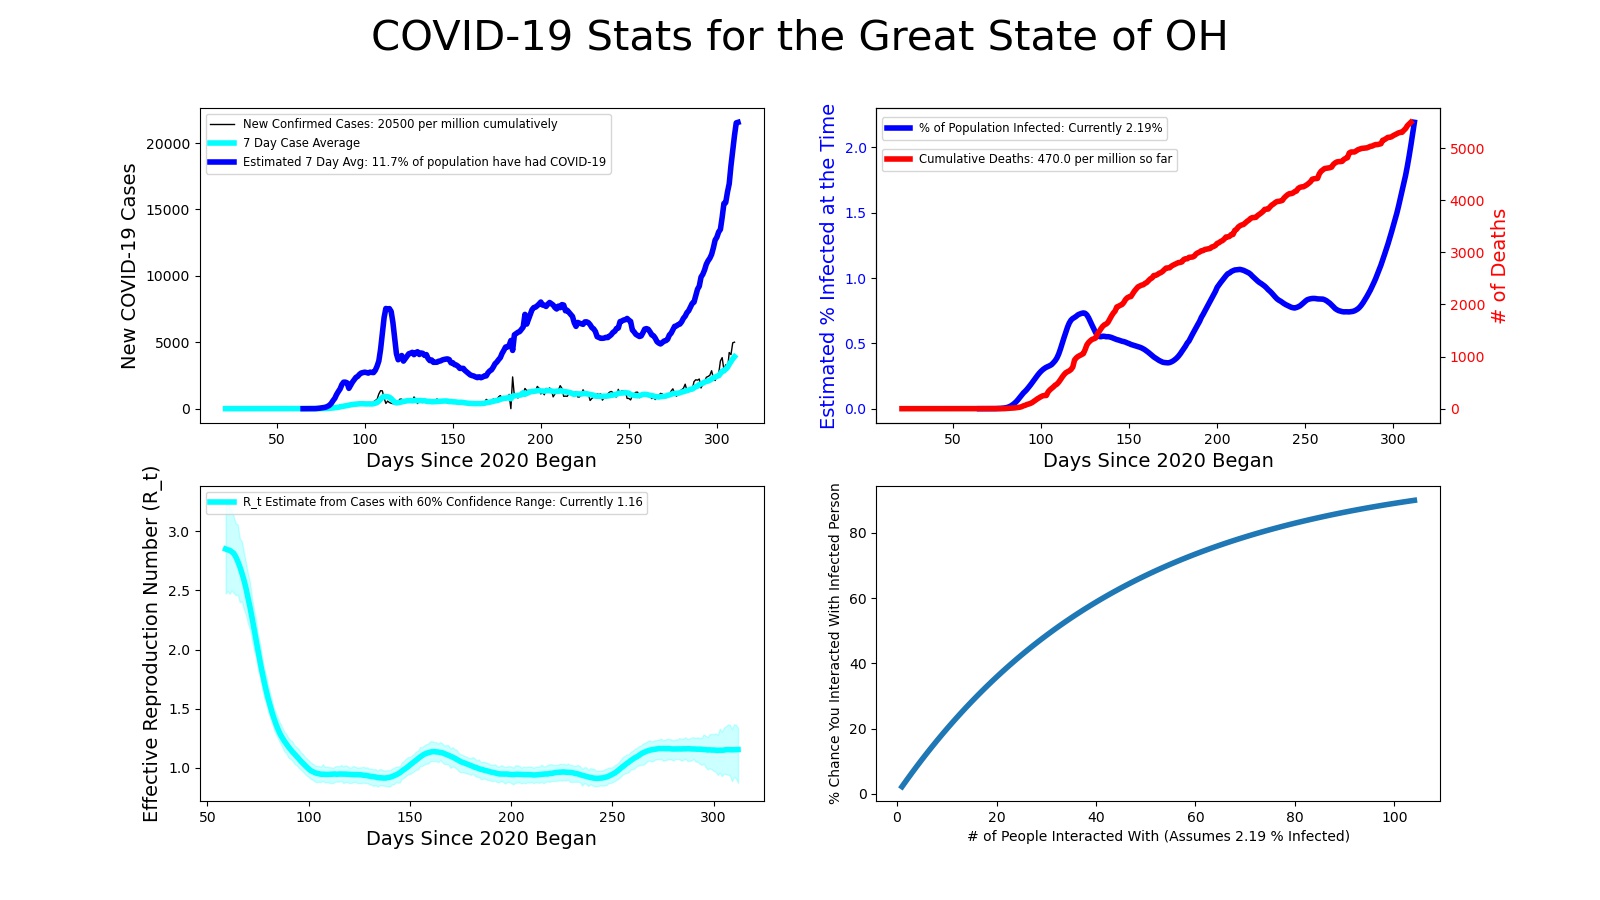 COVID-19 Stats for the Great State of OH
New COVID-19 Cases
20000
15000
10000
5000
0
New Confirmed Cases: 20500 per million cumulatively
7 Day Case Average
Estimated 7 Day Avg: 11.7% of population have had COVID-19
50 100 150 200 250 300
Days Since 2020 Began
Estimated % Infected at the Time
2.0
1.5
1.0
0.5
0.0
% of Population Infected: Currently 2.19%
Cumulative Deaths: 470.0 per million so far
5000
4000
3000
2000
1000
0
# of Deaths
50 100 150 200 250 300
Days Since 2020 Began
Effective Reproduction Number (R_t)
3.0
2.5
2.0
1.5
1.0
R_t Estimate from Cases with 60% Confidence Range: Currently 1.16
50 100 150 200 250 300
Days Since 2020 Began
% Chance You Interacted With Infected Person
80
60
40
20
0
0 20 40 60 80 100
# of People Interacted With (Assumes 2.19 % Infected)